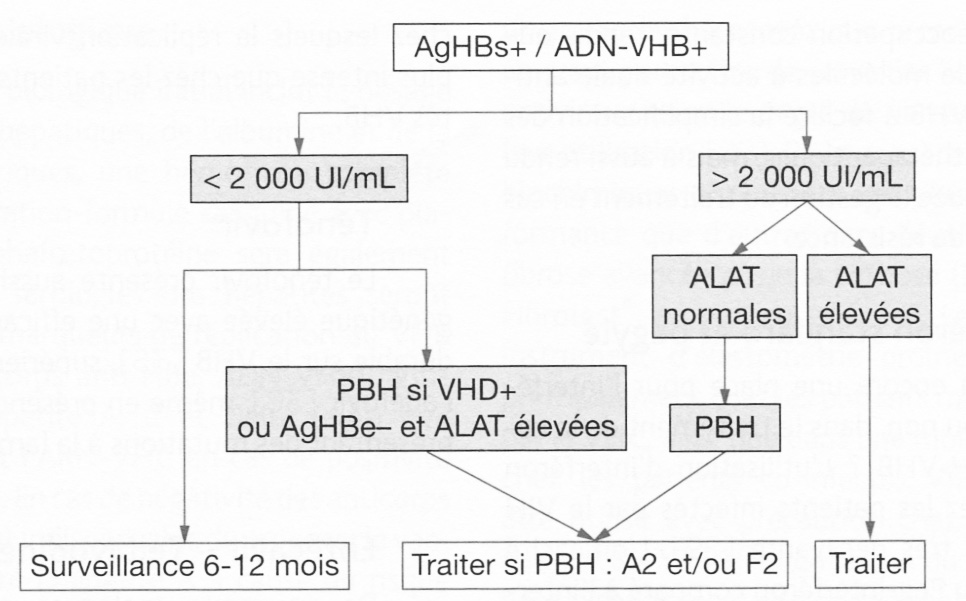 AgHBs+ / ADN-VHB+
< 2 000 UI/mL
> 2 000 UI/mL
ALAT
normales
ALAT
élevées
PBH si VHD+
ou AgHBe- et ALAT élevées
PBH
Surveillance 6-12 mois
Traiter si PBH : A2 et/ou F2
Traiter